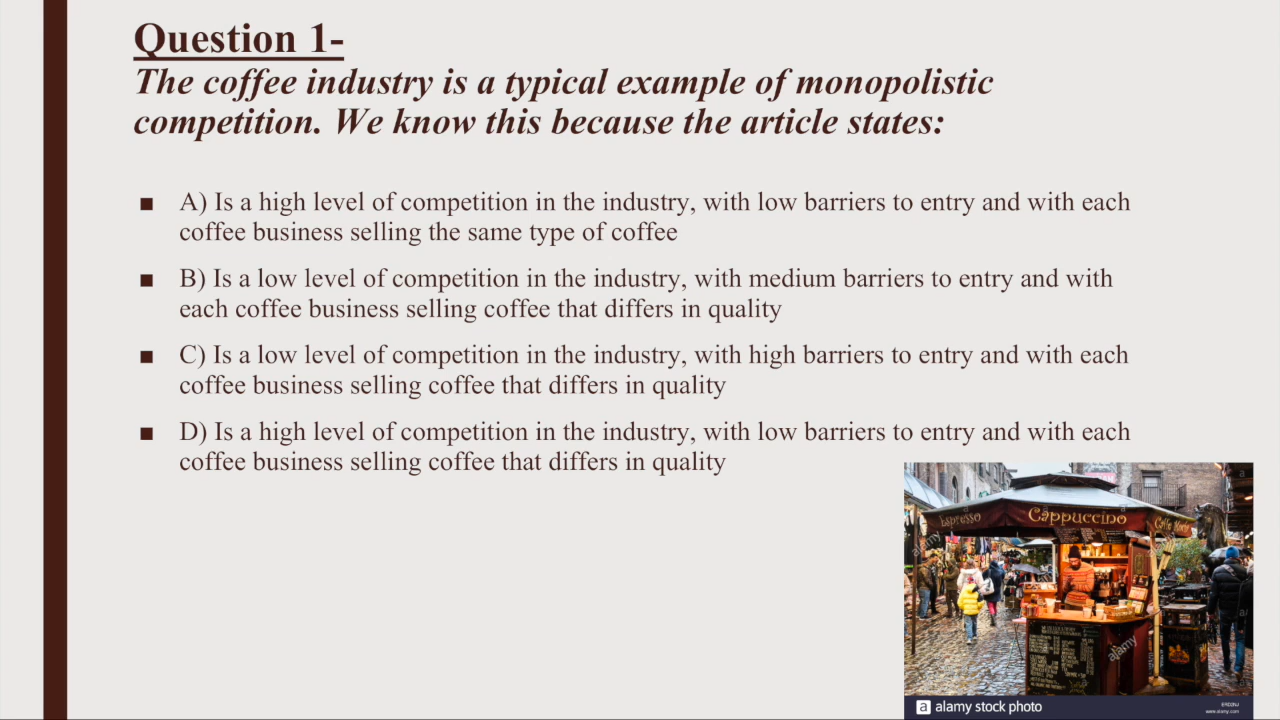 Question 1-
The coffee industry is a typical example of monopolistic
competition. We know this because the article states:
■ A) Is a high level of competition in the industry, with low barriers to entry and with each
coffee business selling the same type of coffee
■ B) Is a low level of competition in the industry, with medium barriers to entry and with
each coffee business selling coffee that differs in quality
■ C) Is a low level of competition in the industry, with high barriers to entry and with each
coffee business selling coffee that differs in quality
■ D) Is a high level of competition in the industry, with low barriers to entry and with each
coffee business selling coffee that differs in quality
Espresso Cappuccino
alamy
a alamy stock photo
www.alamy.com